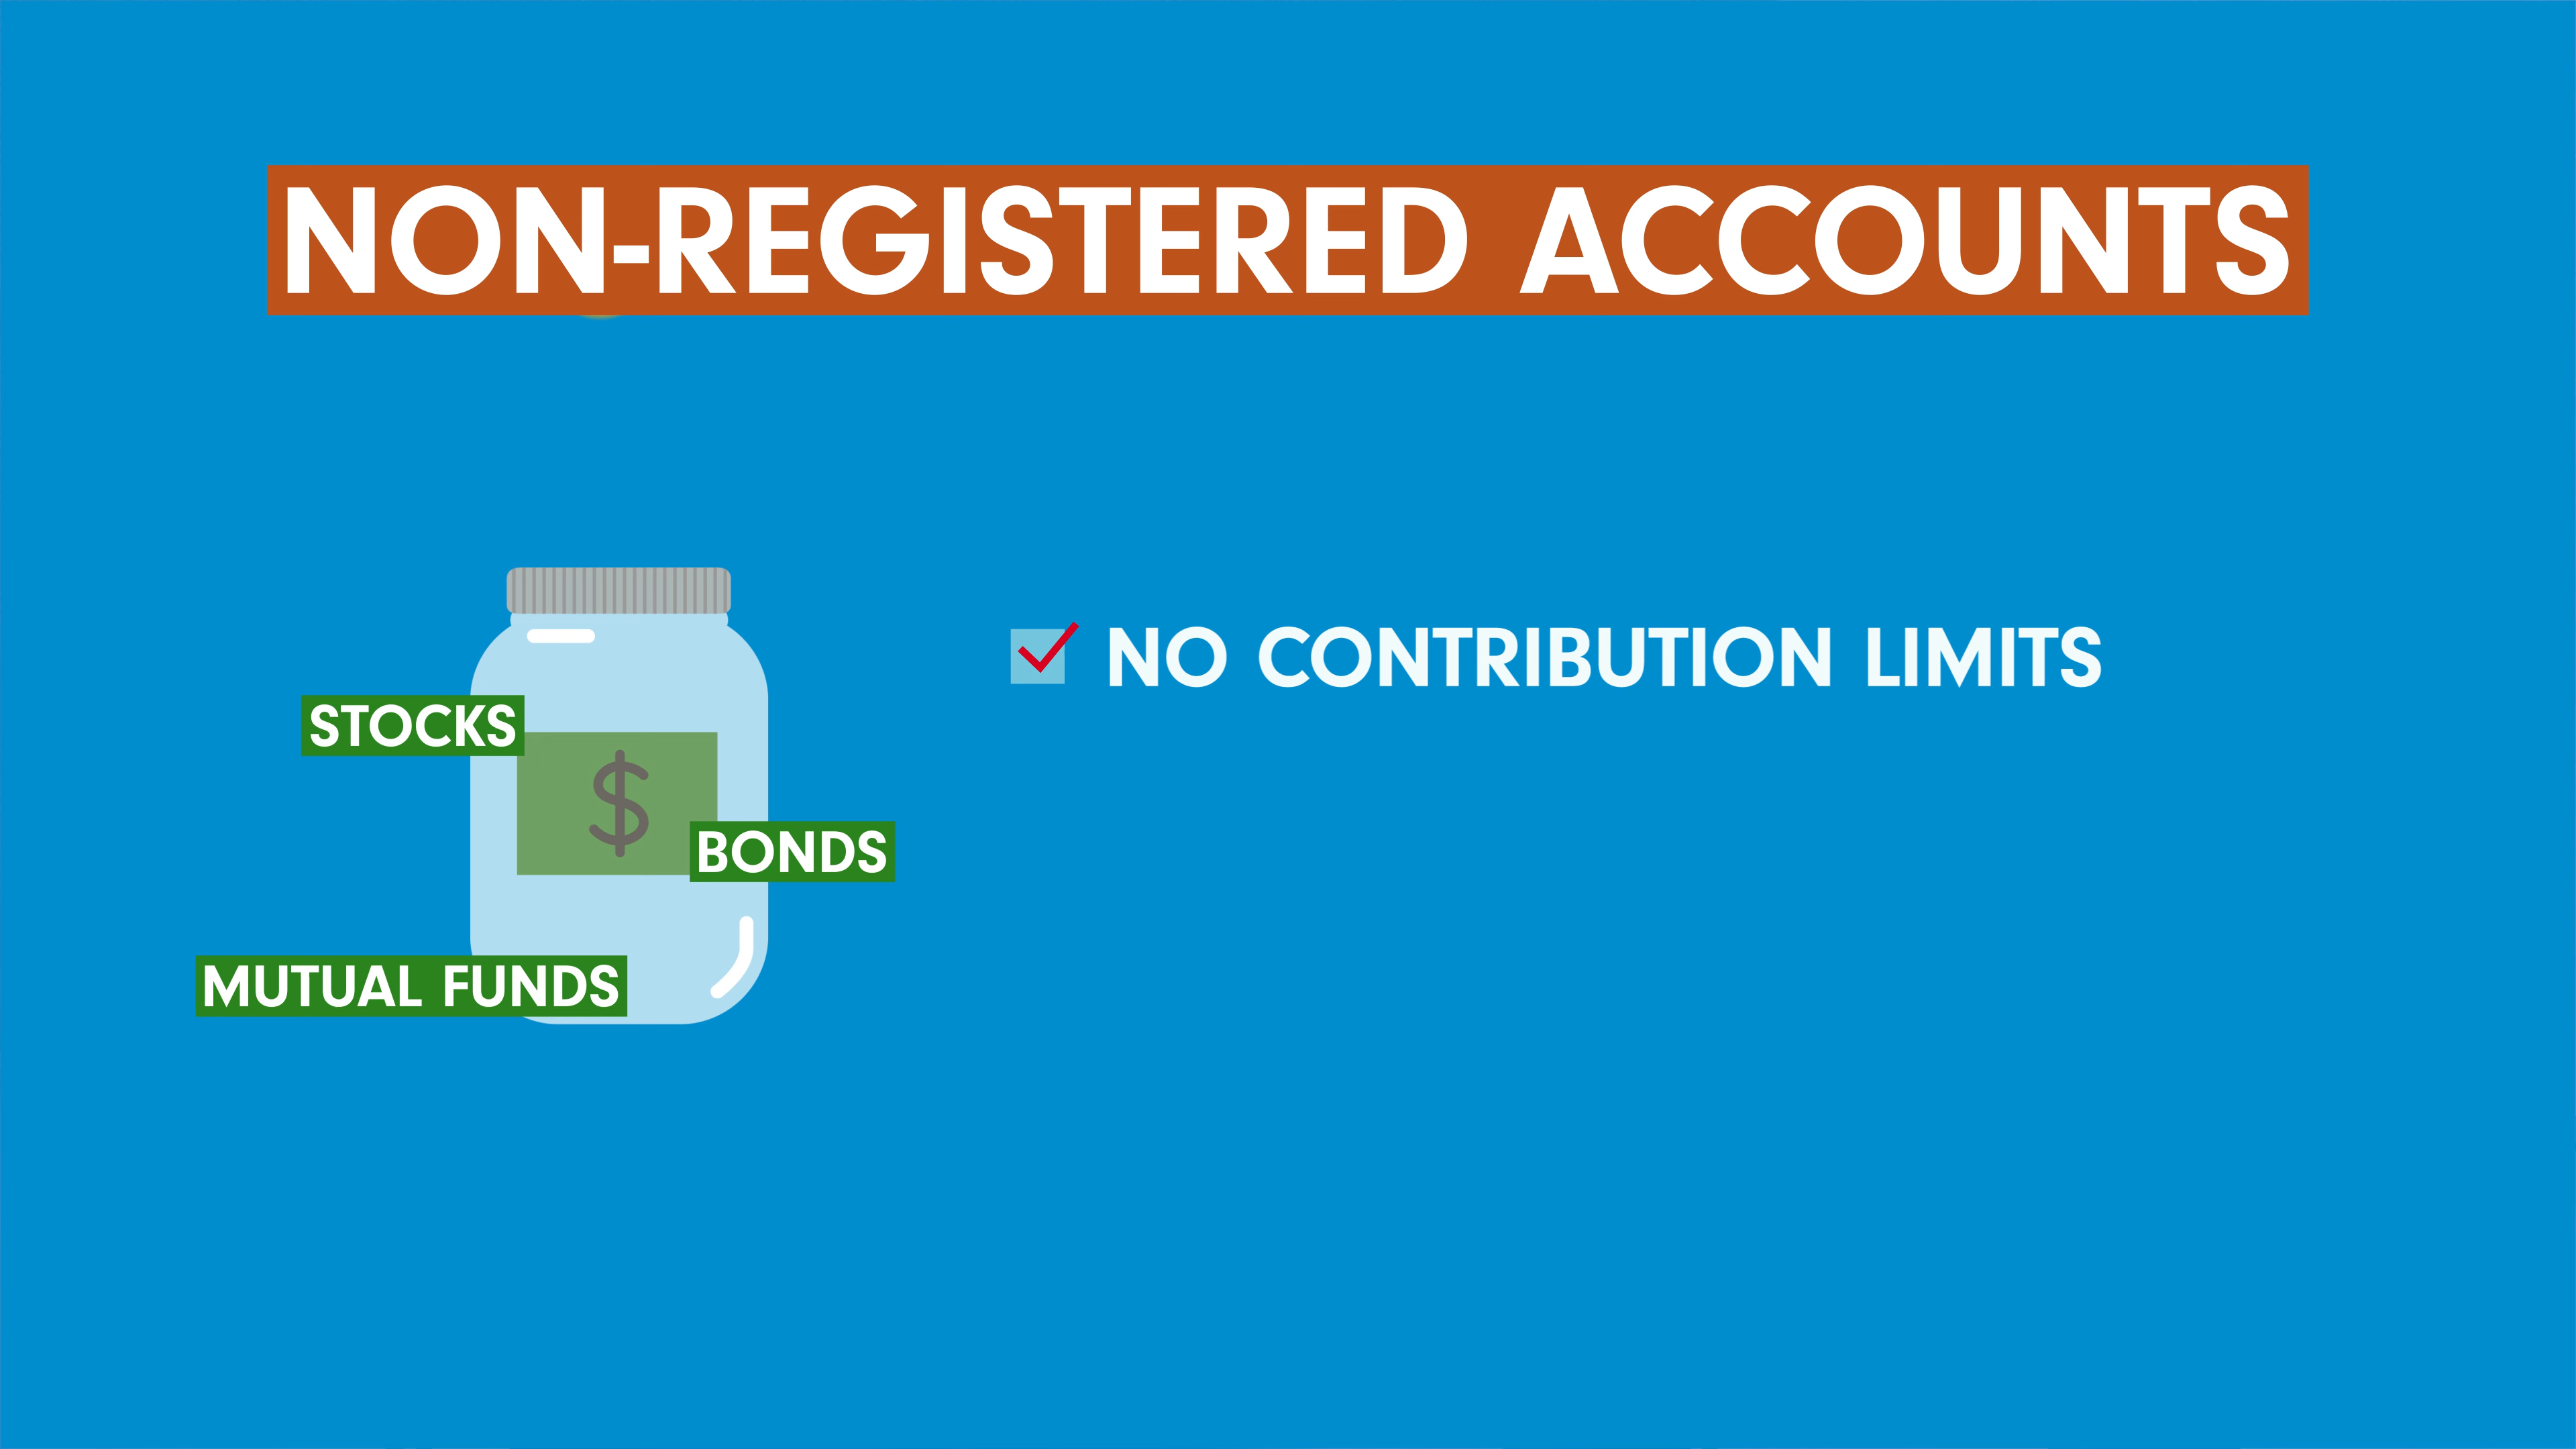 NON-REGISTERED ACCOUNTS
NO CONTRIBUTION LIMITS
STOCKS
$
BONDS
MUTUAL FUNDS